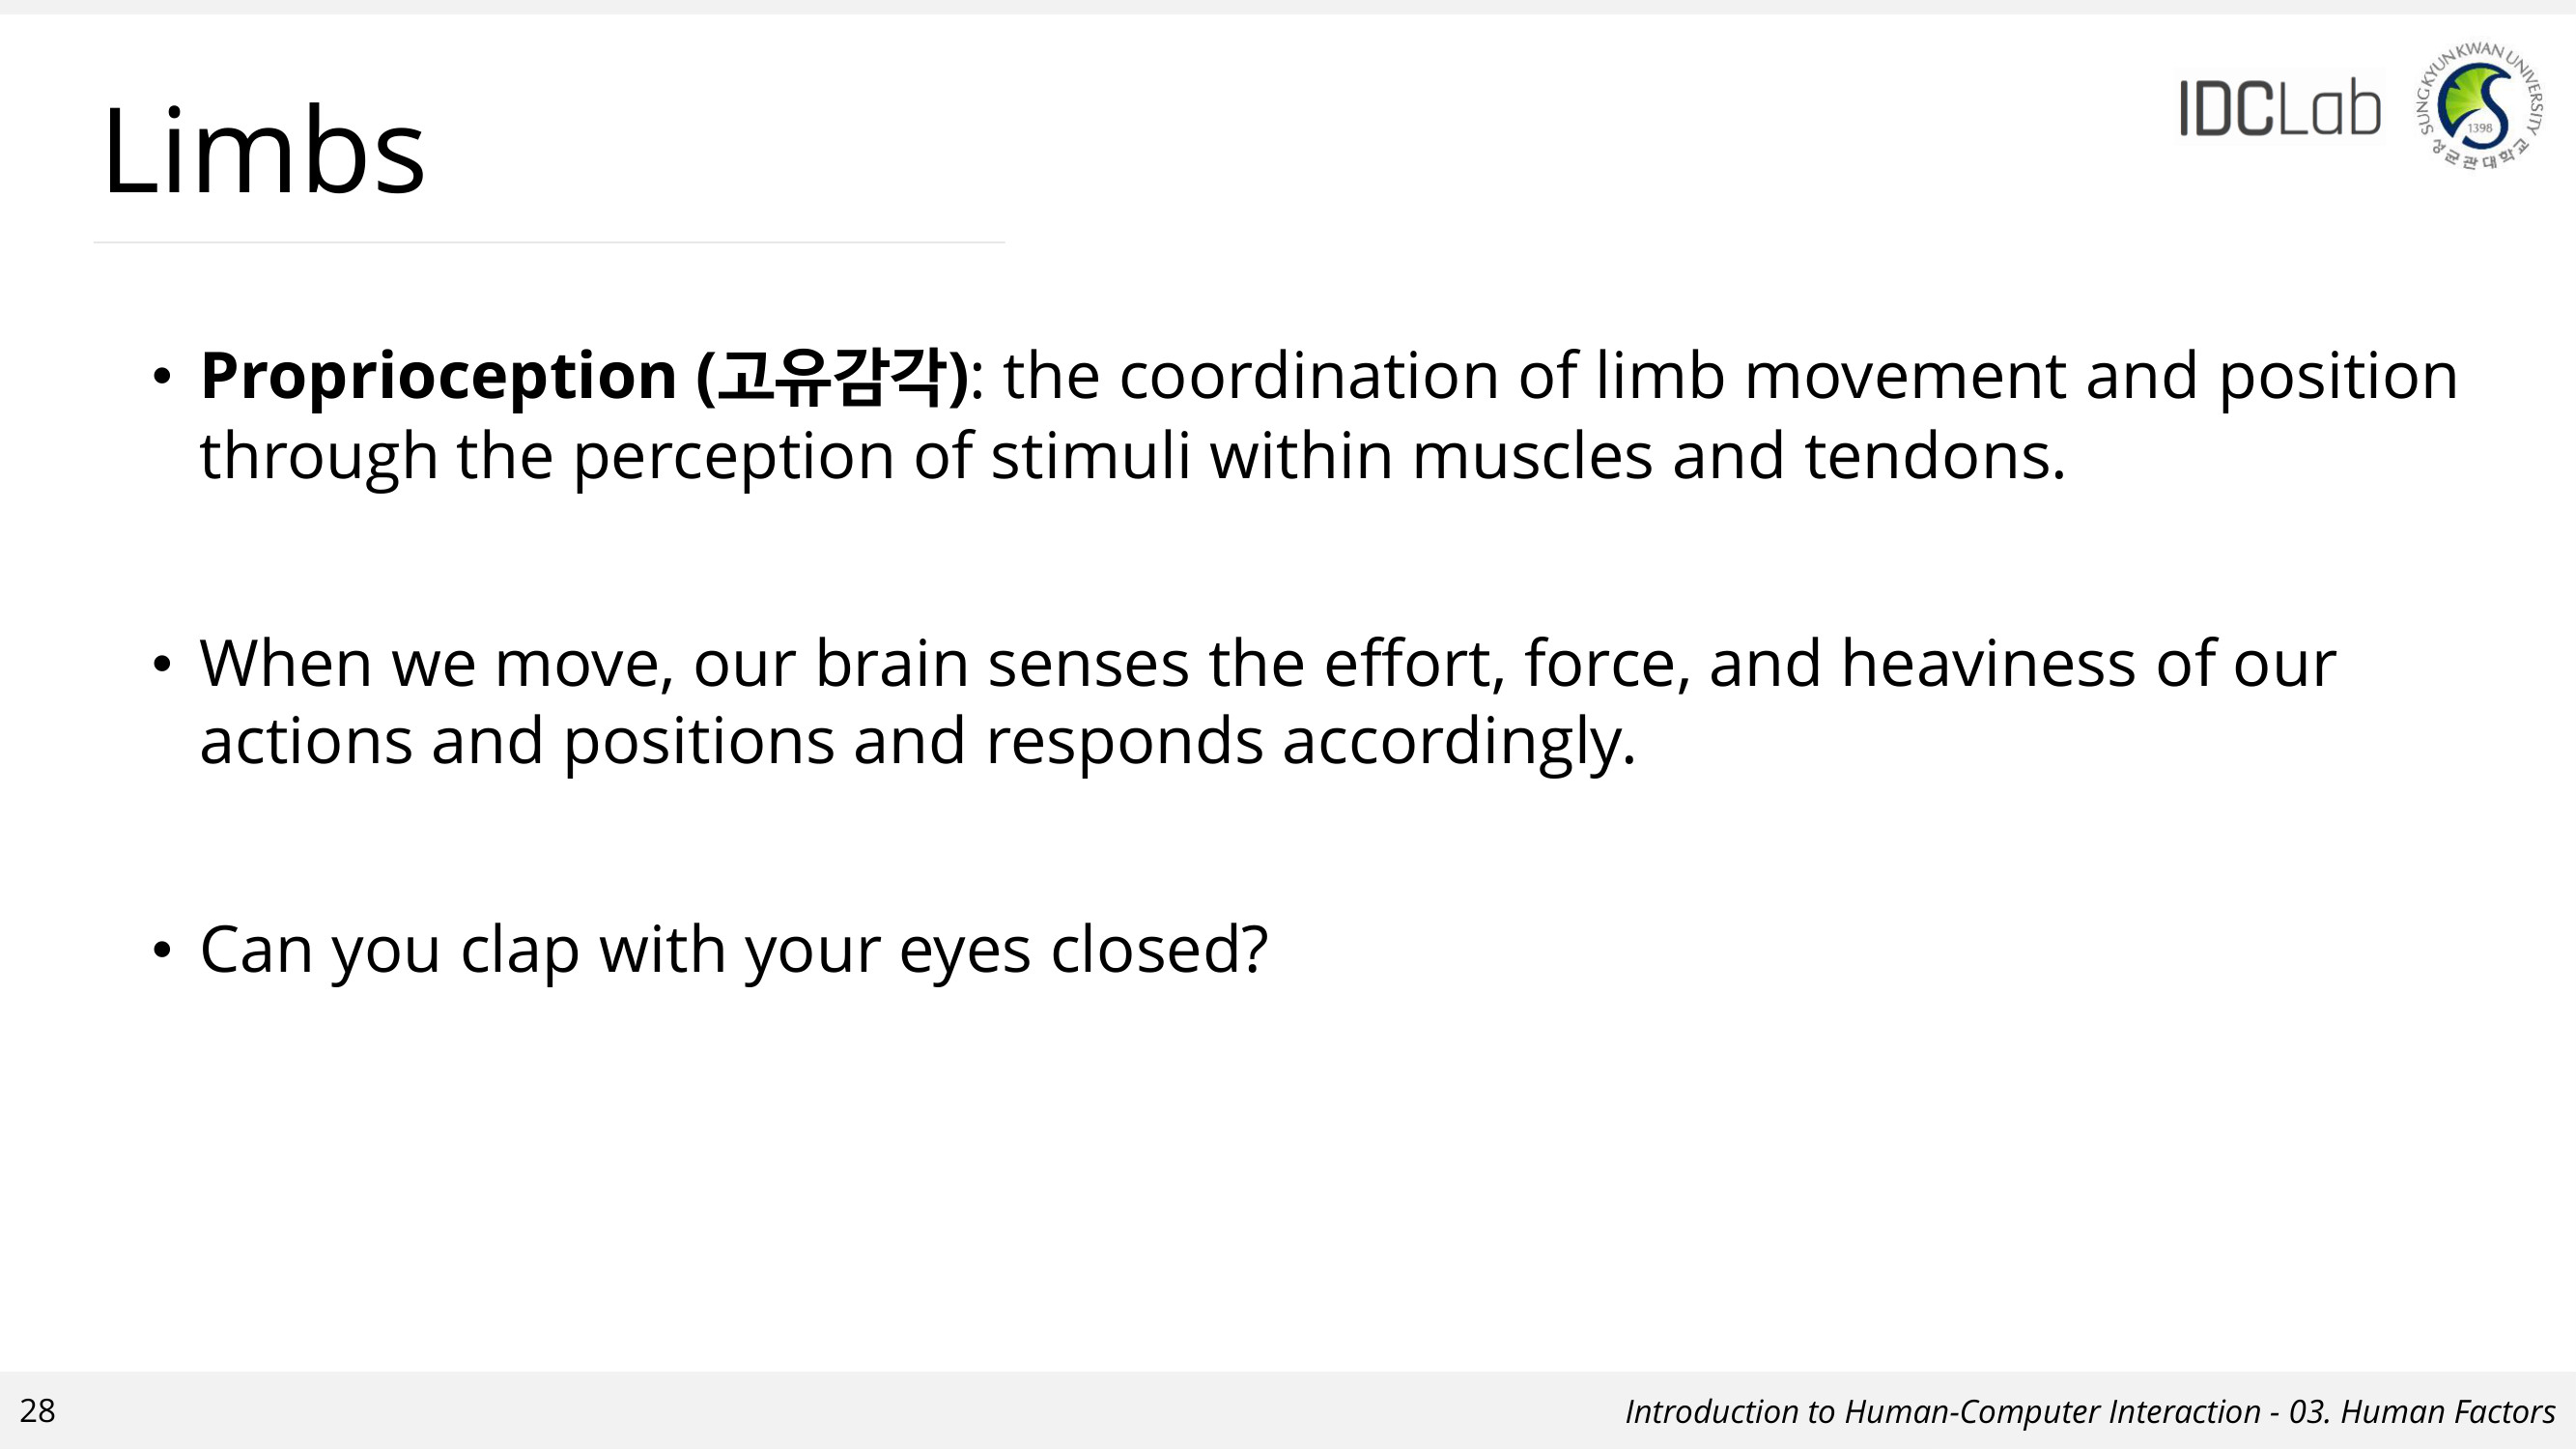 Limbs
IDCLab
SUNGKYUNKWAN UNIVERSITY
1398
성균관대학교
• Proprioception (고유감각): the coordination of limb movement and position
through the perception of stimuli within muscles and tendons.
• When we move, our brain senses the effort, force, and heaviness of our
actions and positions and responds accordingly.
• Can you clap with your eyes closed?
28
Introduction to Human-Computer Interaction - 03. Human Factors